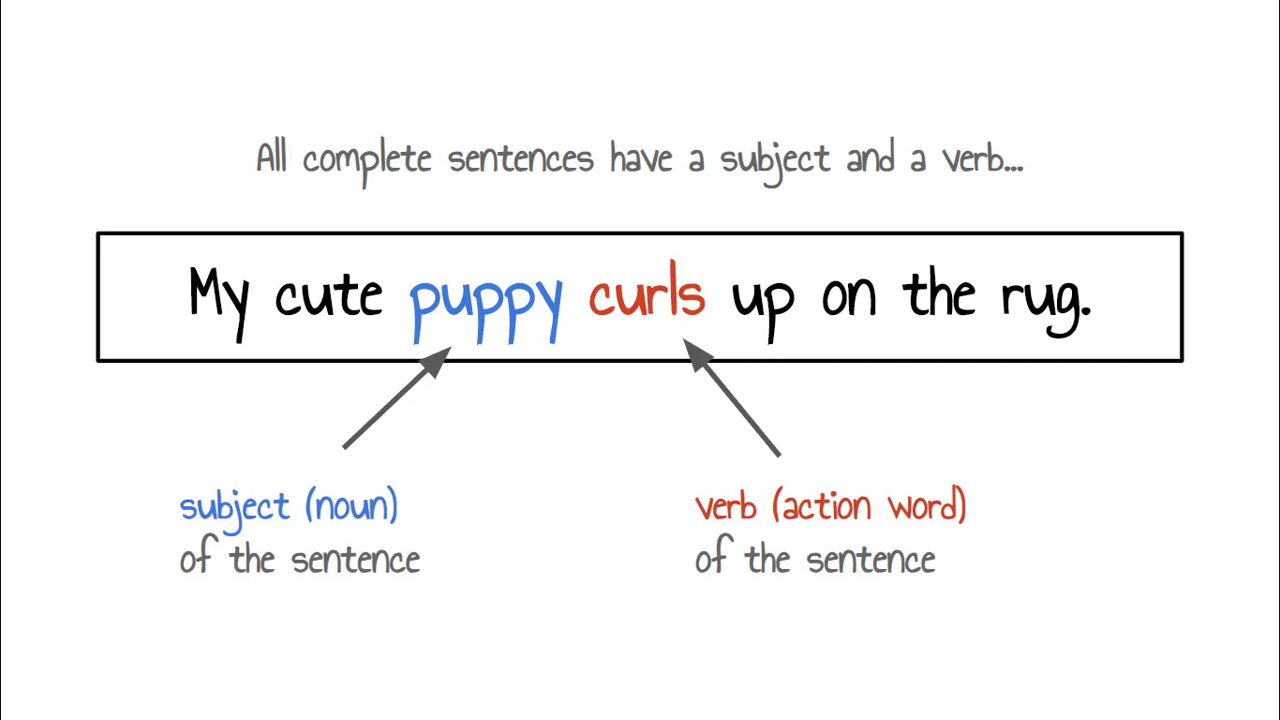 All complete sentences have a subject and a verb...
My cute puppy curls up on the rug.
subject (noun)
of the sentence
verb (action word)
of the sentence